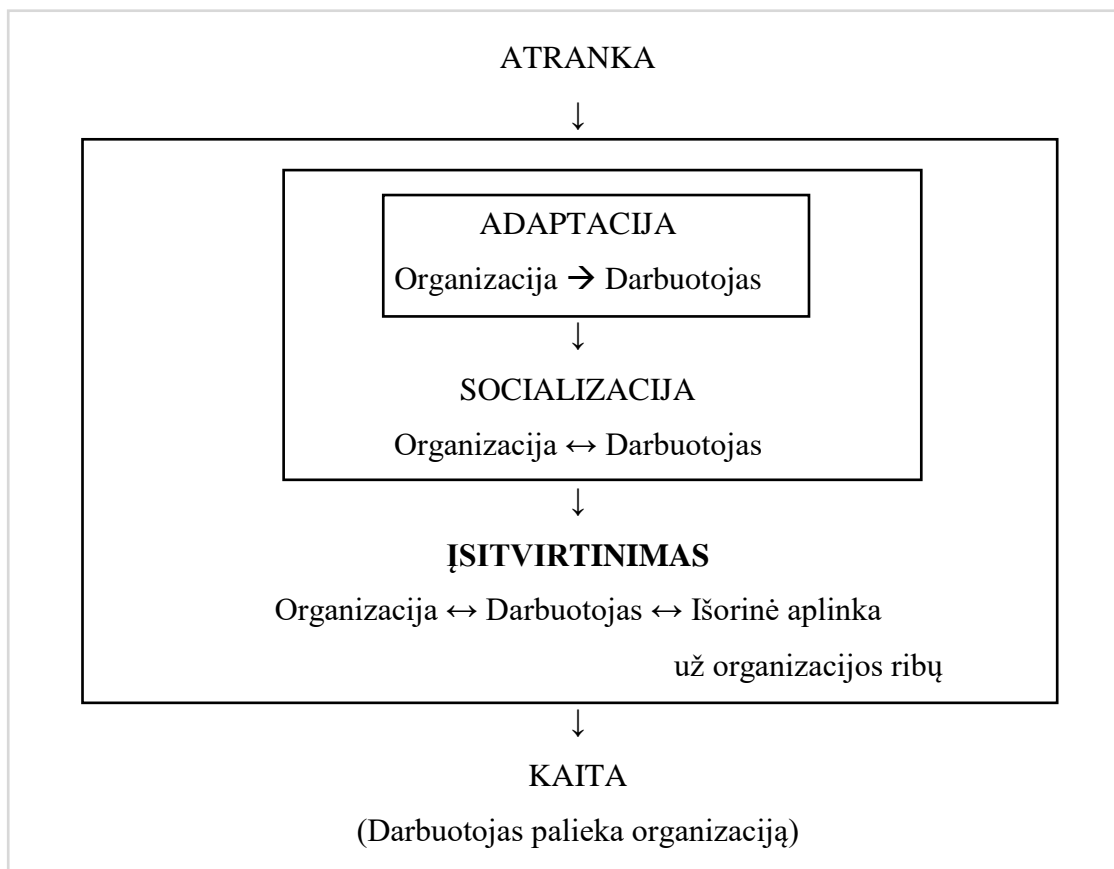 ATRANKA
↓
ADAPTACIJA
Organizacija → Darbuotojas
↓
SOCIALIZACIJA
Organizacija ↔ Darbuotojas
↓
ĮSITVIRTINIMAS
Organizacija ↔ Darbuotojas ↔ Išorinė aplinka
už organizacijos ribų
↓
KAITA
(Darbuotojas palieka organizaciją)